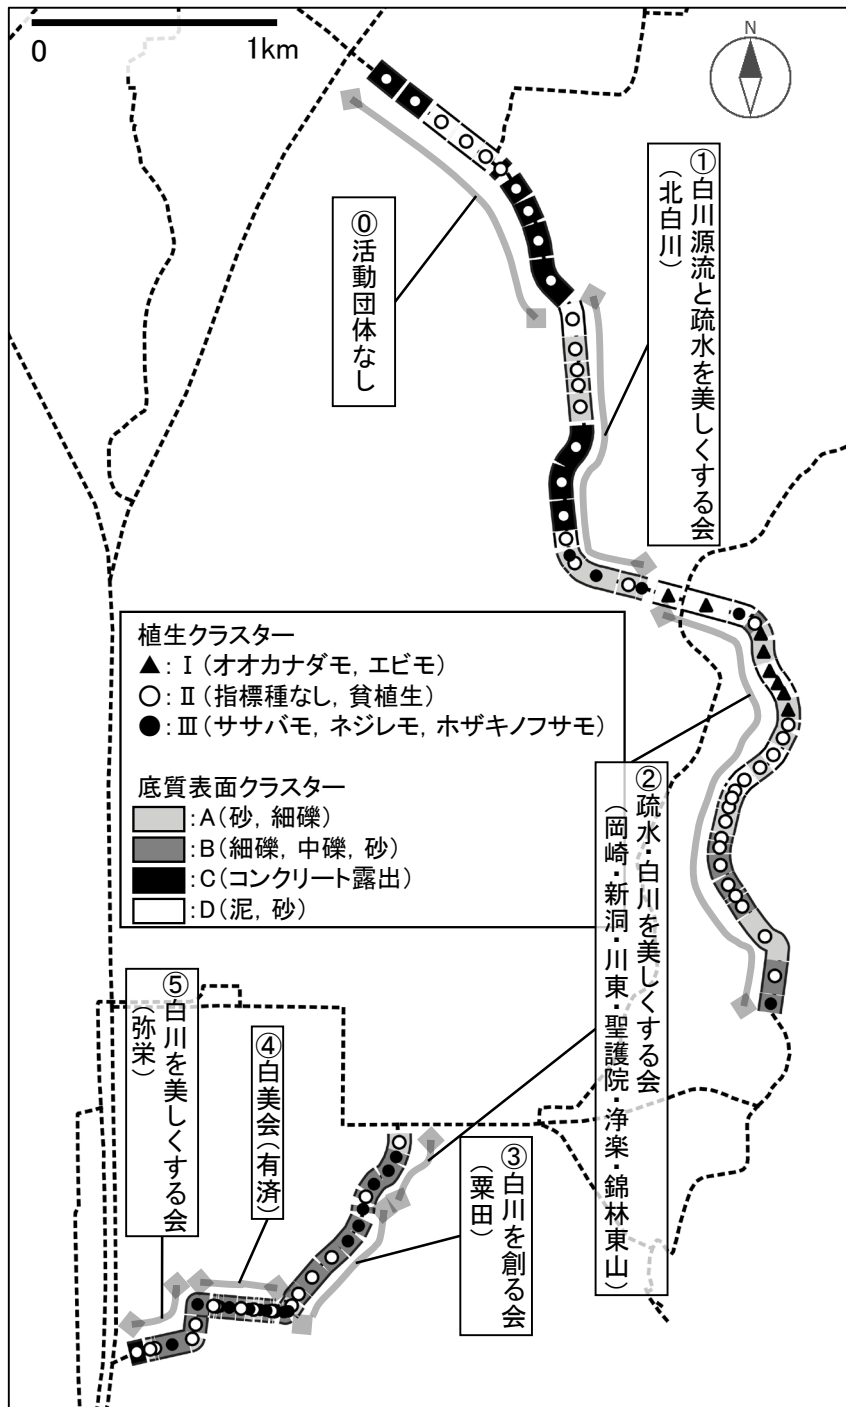 0
1km
N
⓪活動団体なし
①白川源流と疏水を美しくする会
(北白川)
植生クラスター
▲:Ⅰ(オオカナダモ, エビモ)
○:Ⅱ(指標種なし, 貧植生)
●:Ⅲ(ササバモ, ネジレモ, ホザキノフサモ)
底質表面クラスター
:A(砂, 細礫)
:B(細礫, 中礫, 砂)
:C(コンクリート露出)
:D(泥, 砂)
②疏水・白川を美しくする会
(岡崎・新洞・川東・聖護院・浄楽・錦林東山)
③白川を創る会
(粟田)
④白美会(有済)
⑤白川を美しくする会
(弥栄)